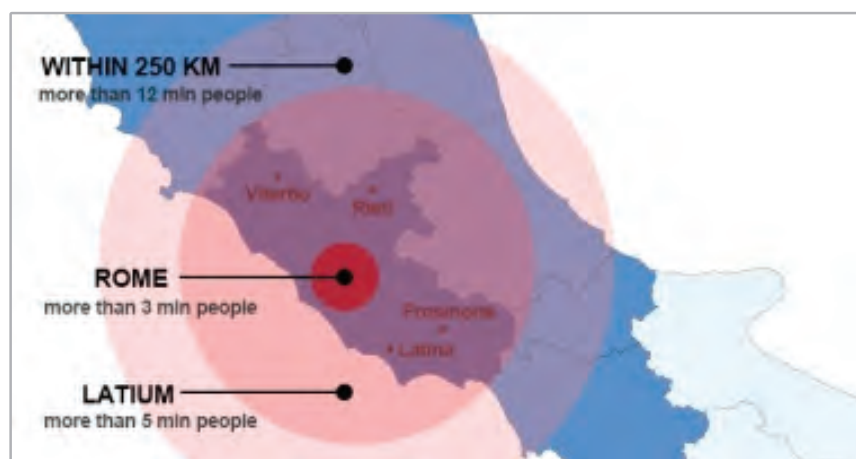 WITHIN 250 KM
more than 12 mln people
Viterbo
Rieti
ROME
more than 3 mln people
Frosinone
Latina
LATIUM
more than 5 mln people